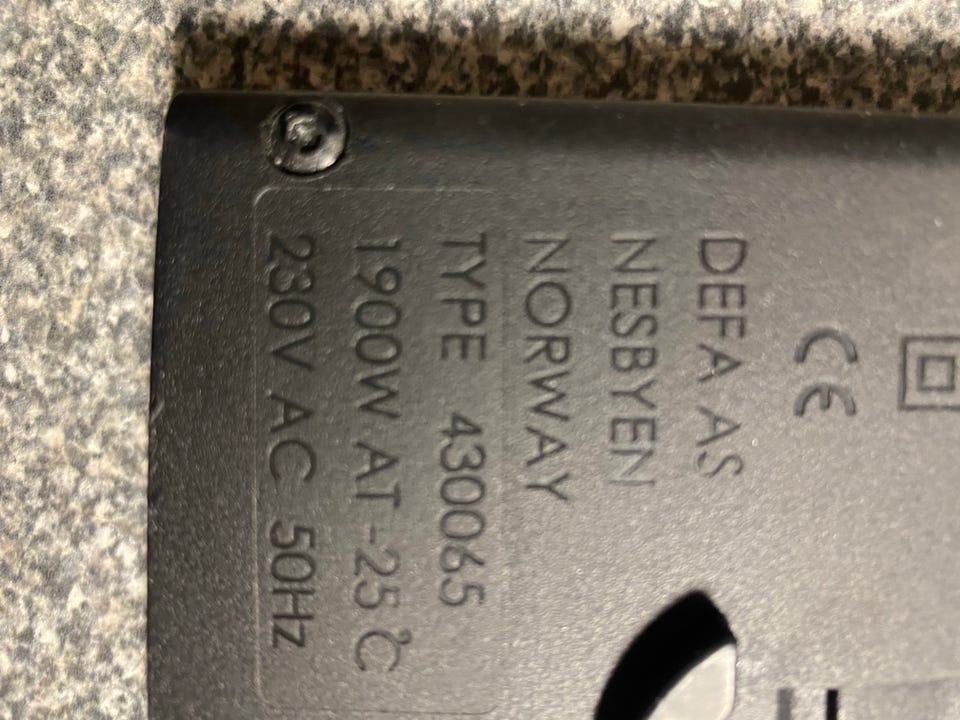 CE
DEFA AS
NESBYEN
NORWAY
TYPE 430065
1900W AT -25°C
230V AC 50Hz